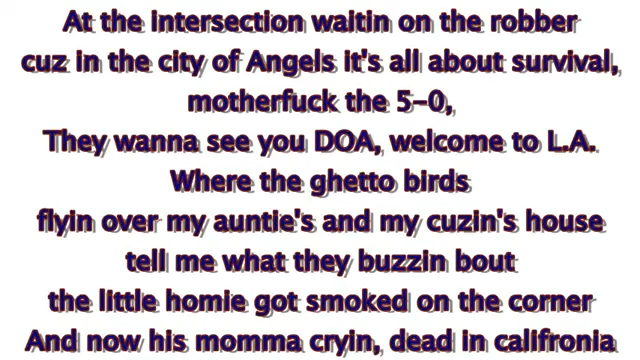 At the intersection waitin on the robber
cuz in the city of Angels it's all about survival,
motherfuck the 5-0,
They wanna see you DOA, welcome to L.A.
Where the ghetto birds
flyin over my auntie's and my cuzin's house
tell me what they buzzin bout
the little homie got smoked on the corner
And now his momma cryin, dead in califronia